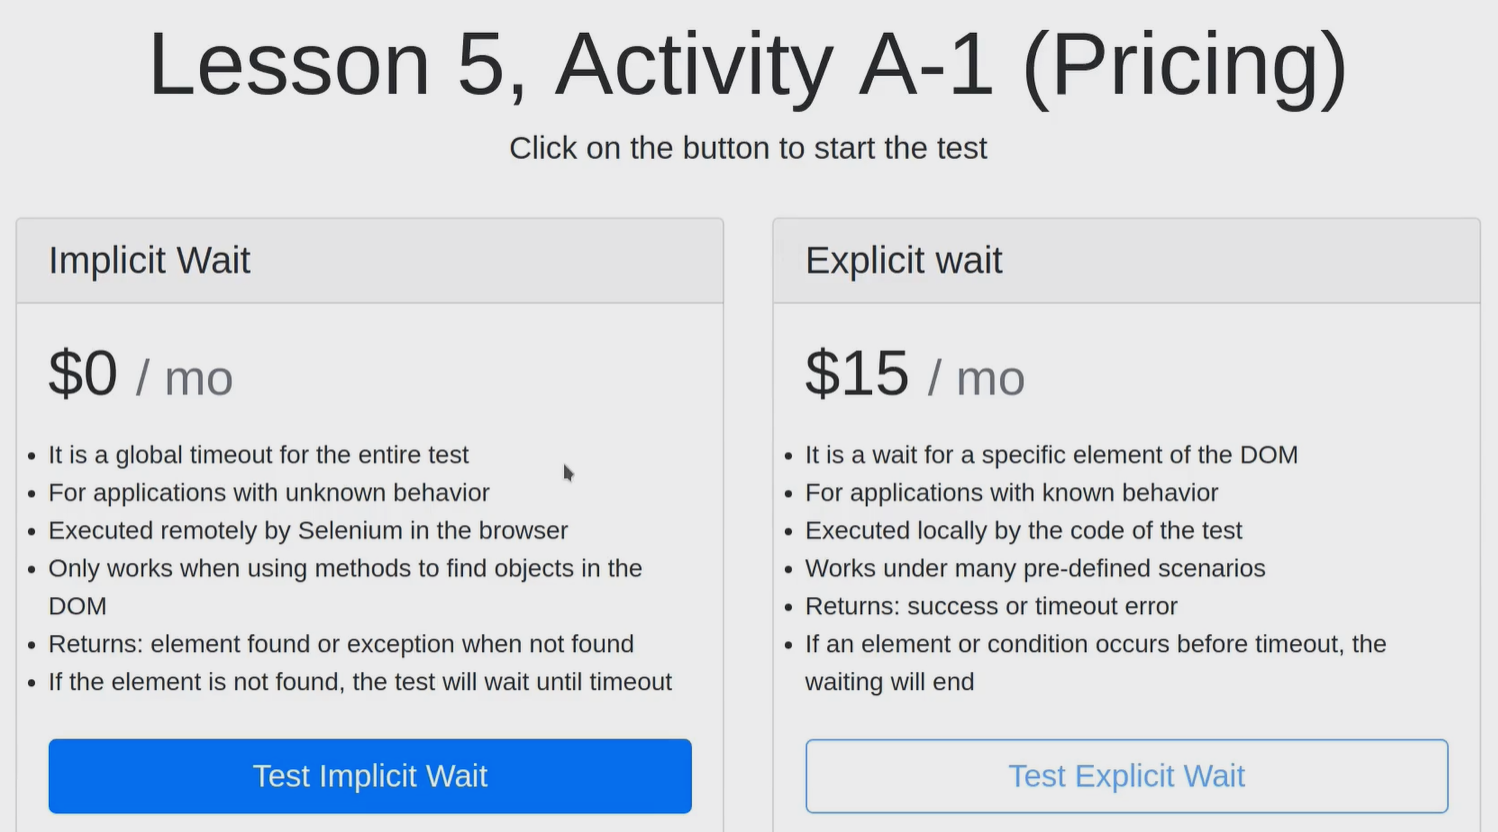 Lesson 5, Activity A-1 (Pricing)
Click on the button to start the test
Implicit Wait
$0 / mo
It is a global timeout for the entire test
For applications with unknown behavior
Executed remotely by Selenium in the browser
Only works when using methods to find objects in the
DOM
Returns: element found or exception when not found
If the element is not found, the test will wait until timeout
Test Implicit Wait
Explicit wait
$15 / mo
It is a wait for a specific element of the DOM
For applications with known behavior
Executed locally by the code of the test
Works under many pre-defined scenarios
Returns: success or timeout error
If an element or condition occurs before timeout, the
waiting will end
Test Explicit Wait